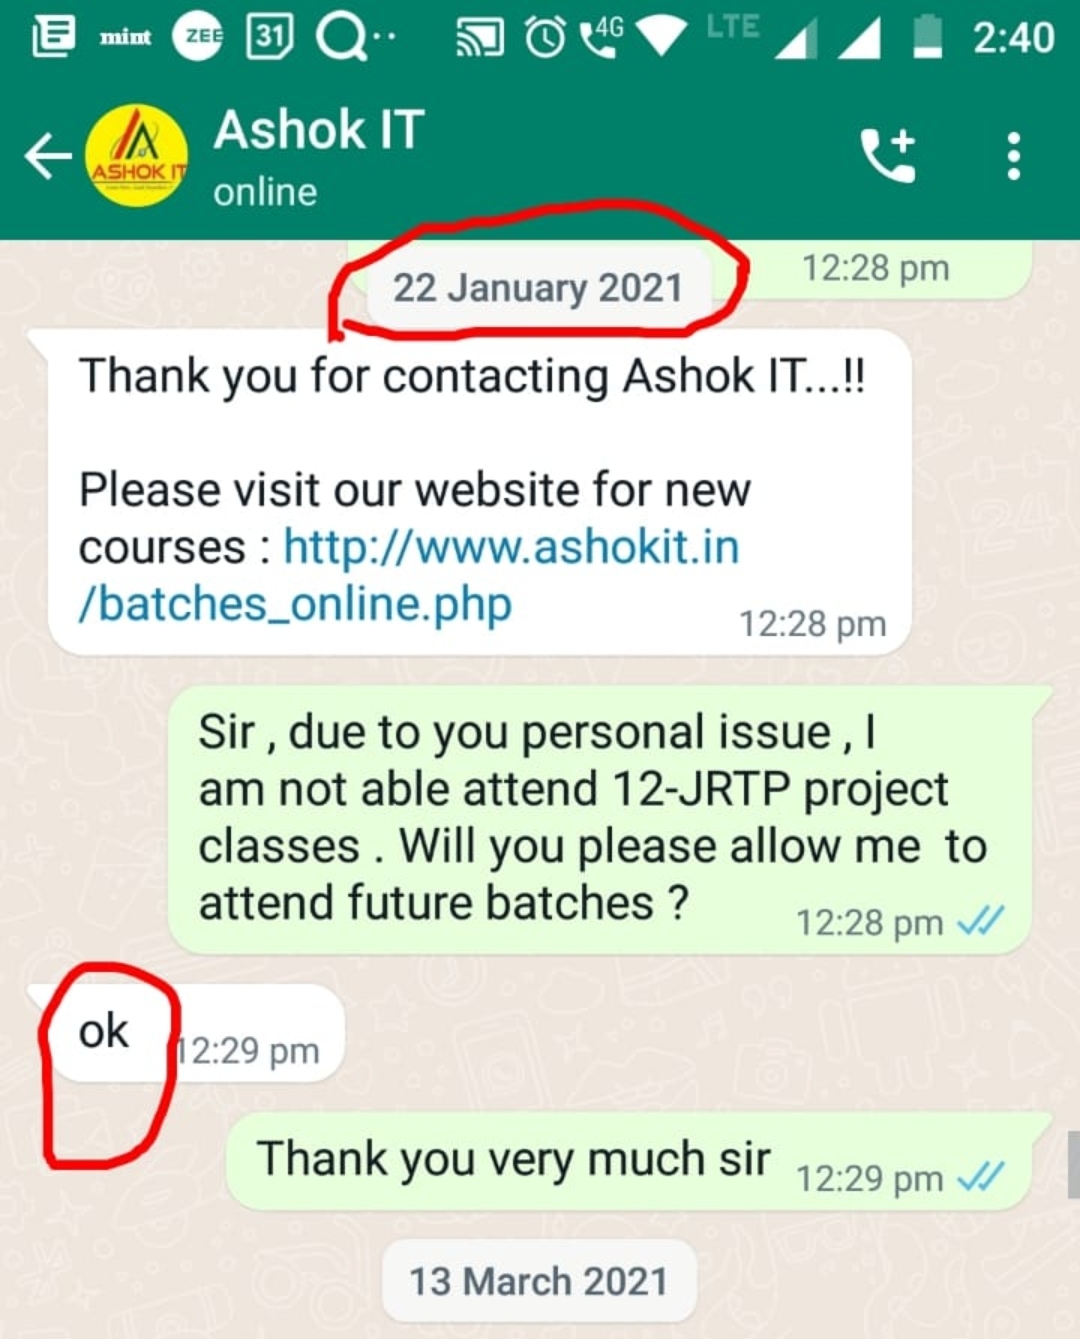 mint ZEE 31 4G LTE 2:40
Ashok IT
ASHOK IT
online
12:28 pm
22 January 2021
Thank you for contacting Ashok IT...!!
Please visit our website for new
courses : http://www.ashokit.in
/batches_online.php
12:28 pm
Sir , due to you personal issue , I
am not able attend 12-JRTP project
classes . Will you please allow me  to
attend future batches ?
12:28 pm
ok
12:29 pm
Thank you very much sir
12:29 pm
13 March 2021